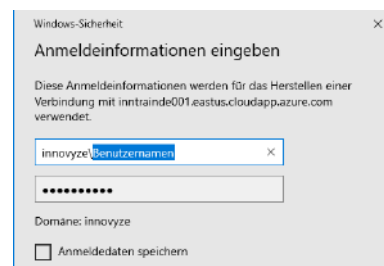 Windows-Sicherheit
Anmeldeinformationen eingeben
Diese Anmeldeinformationen werden für das Herstellen einer
Verbindung mit inntrainde001.eastus.cloudapp.azure.com
verwendet.
innovyze\Benutzernamen
••••••••••
Domäne: innovyze
Anmeldedaten speichern